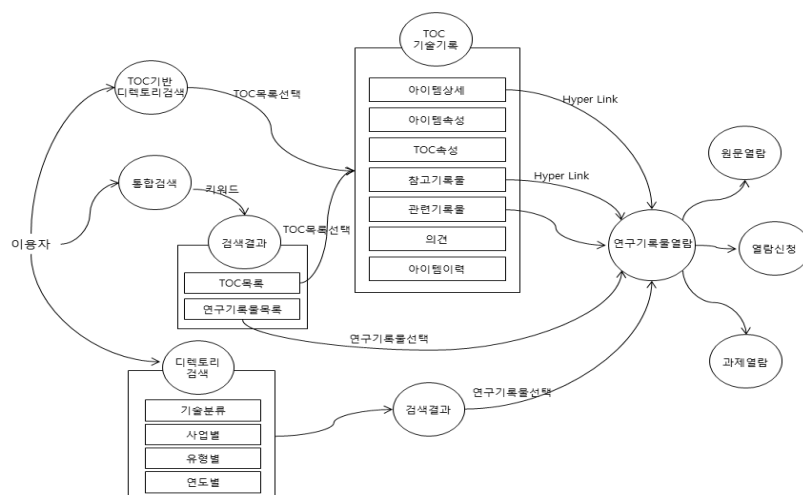 TOC
기술기록
TOC기반
디렉토리검색
TOC목록선택
아이템상세
Hyper Link
아이템속성
TOC속성
원문열람
통합검색
키워드
참고기록물
Hyper Link
관련기록물
이용자
검색결과
TOC목록선택
의견
연구기록물열람
열람신청
아이템이력
TOC목록
연구기록물목록
연구기록물선택
디렉토리
검색
과제열람
연구기록물선택
기술분류
검색결과
사업별
유형별
연도별